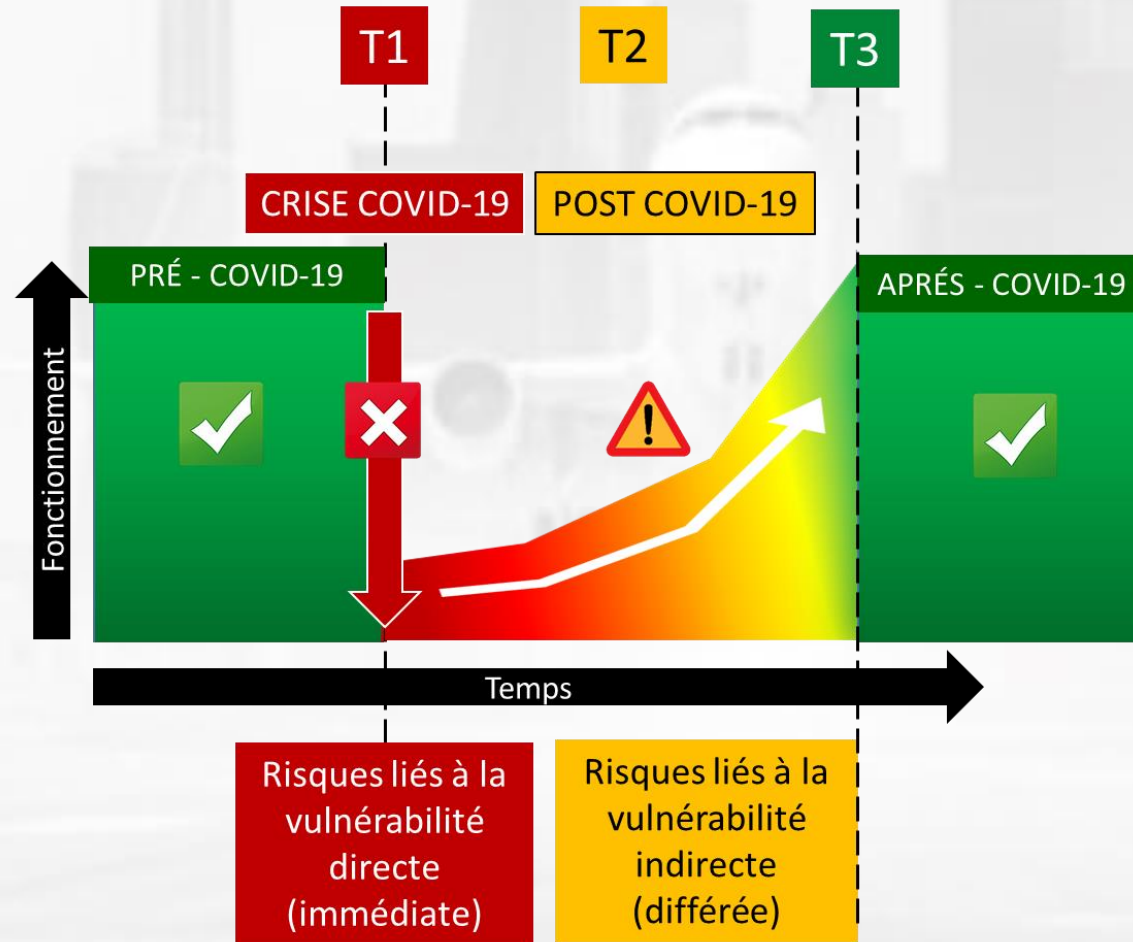 T1
T2
T3
CRISE COVID-19
POST COVID-19
PRÉ - COVID-19
APRÉS - COVID-19
Fonctionnement
Temps
Risques liés à la
vulnérabilité
directe
(immédiate)
Risques liés à la
vulnérabilité
indirecte
(différée)